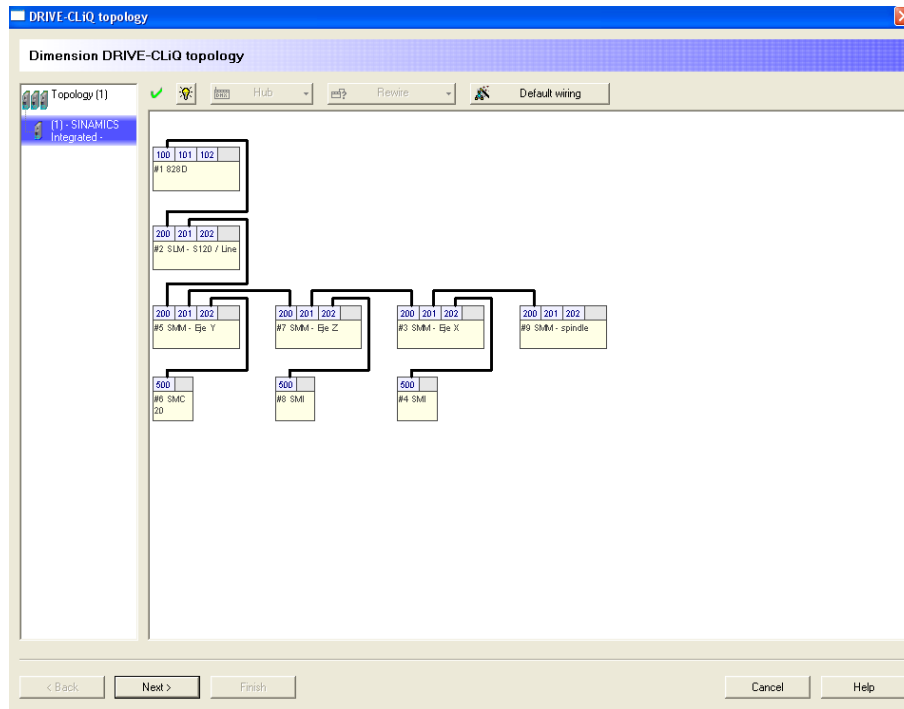 DRIVE-CLiQ topology
Dimension DRIVE-CLiQ topology
Topology (1)
(1) - SINAMICS
Integrated -
Hub
Rewire
Default wiring
100 101 102
#1 828D
200 201 202
#2 SLM - S120 / Line
200 201 202
#5 SMM - Eje Y
200 201 202
#7 SMM - Eje Z
200 201 202
#3 SMM - Eje X
200 201 202
#9 SMM - spindle
500
#6 SMC
20
500
#8 SMI
500
#4 SMI
< Back
Next >
Finish
Cancel
Help